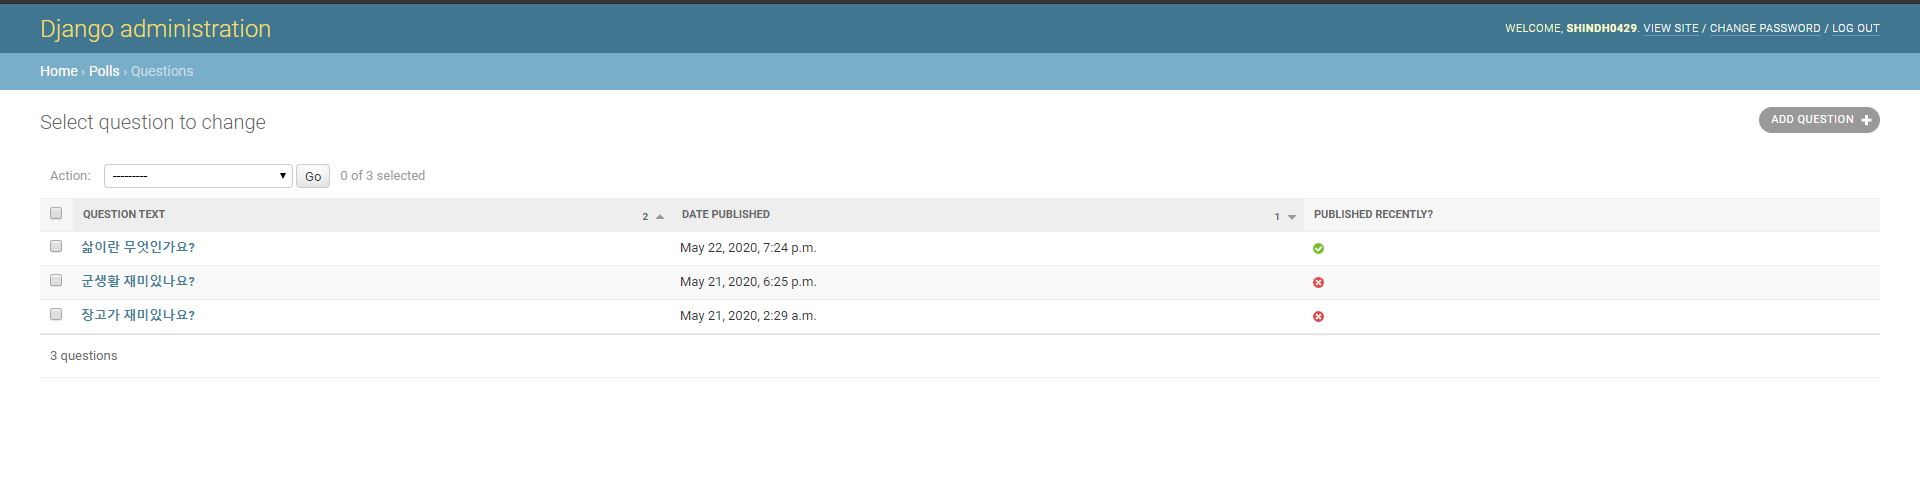 Django administration
WELCOME, SHINDH0429. VIEW SITE / CHANGE PASSWORD / LOG OUT
Home › Polls › Questions
Select question to change
ADD QUESTION
Action: --------- Go 0 of 3 selected
QUESTION TEXT 2 DATE PUBLISHED 1 PUBLISHED RECENTLY?
삶이란 무엇인가요? May 22, 2020, 7:24 p.m.
군생활 재미있나요? May 21, 2020, 6:25 p.m.
장고가 재미있나요? May 21, 2020, 2:29 a.m.
3 questions